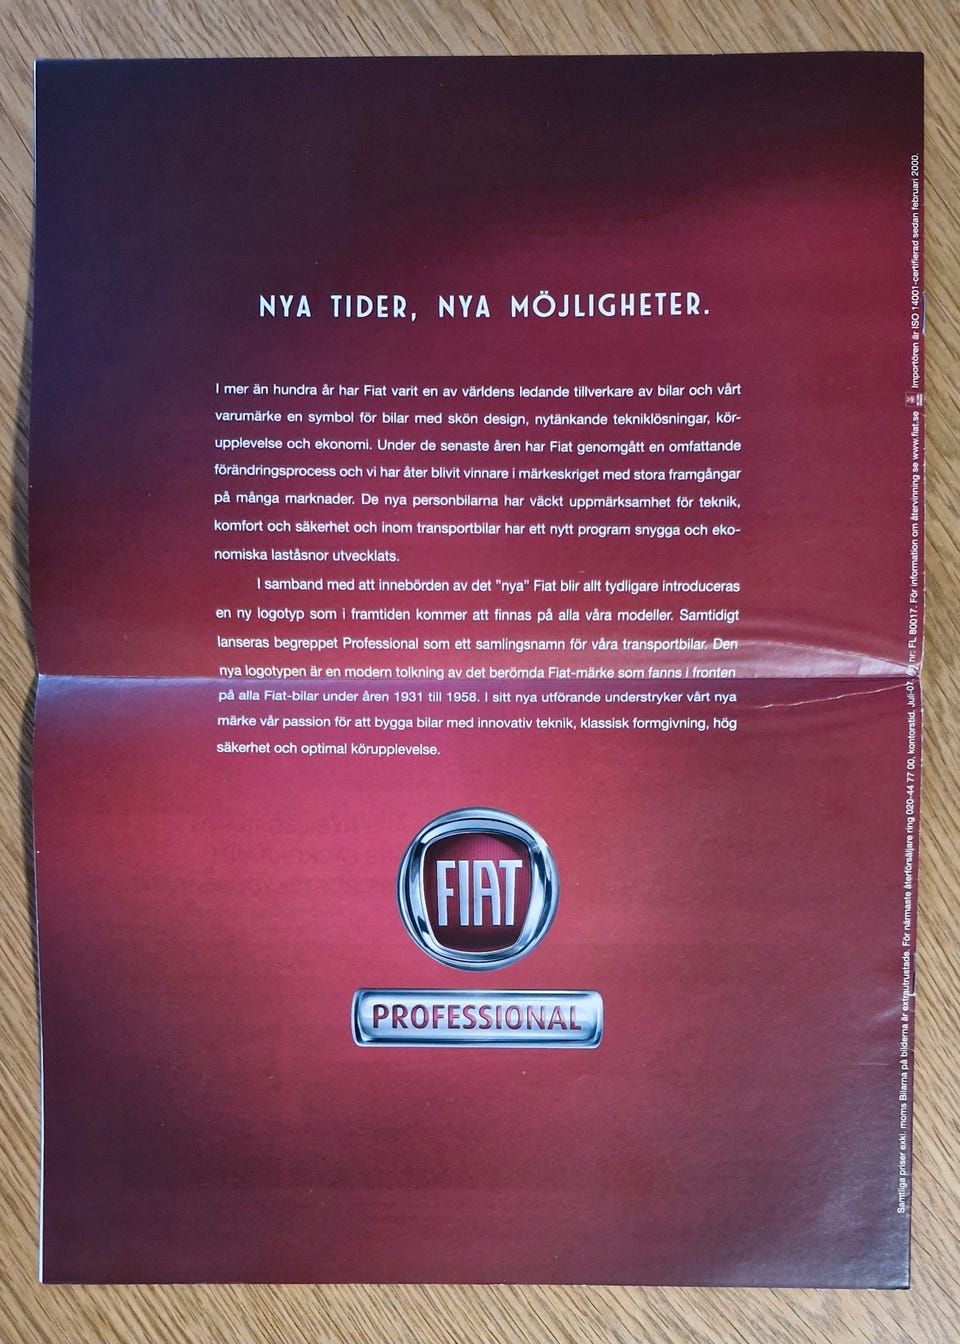 NYA TIDER, NYA MÖJLIGHETER.
I mer än hundra år har Fiat varit en av världens ledande tillverkare av bilar och vårt
varumärke en symbol för bilar med skön design, nytänkande tekniklösningar, kör-
upplevelse och ekonomi. Under de senaste åren har Fiat genomgått en omfattande
förändringsprocess och vi har åter blivit vinnare i märkeskriget med stora framgångar
på många marknader. De nya personbilarna har väckt uppmärksamhet för teknik,
komfort och säkerhet och inom transportbilar har ett nytt program snygga och eko-
nomiska laståsnor utvecklats.
I samband med att innebörden av det ”nya” Fiat blir allt tydligare introduceras
en ny logotyp som i framtiden kommer att finnas på alla våra modeller. Samtidigt
lanseras begreppet Professional som ett samlingsnamn för våra transportbilar. Den
nya logotypen är en modern tolkning av det berömda Fiat-märke som fanns i fronten
på alla Fiat-bilar under åren 1931 till 1958. I sitt nya utförande understryker vårt nya
märke vår passion för att bygga bilar med innovativ teknik, klassisk formgivning, hög
säkerhet och optimal körupplevelse.
FIAT
PROFESSIONAL
Samtliga priser exkl. moms Bilarna på bilderna är extrautrustade. För närmaste återförsäljare ring 020-44 77 00, kontorstid. Juli-07. nr: FL 80017. För information om återvinning se www.fiat.se Importören är ISO 14001-certifierad sedan februari 2000.